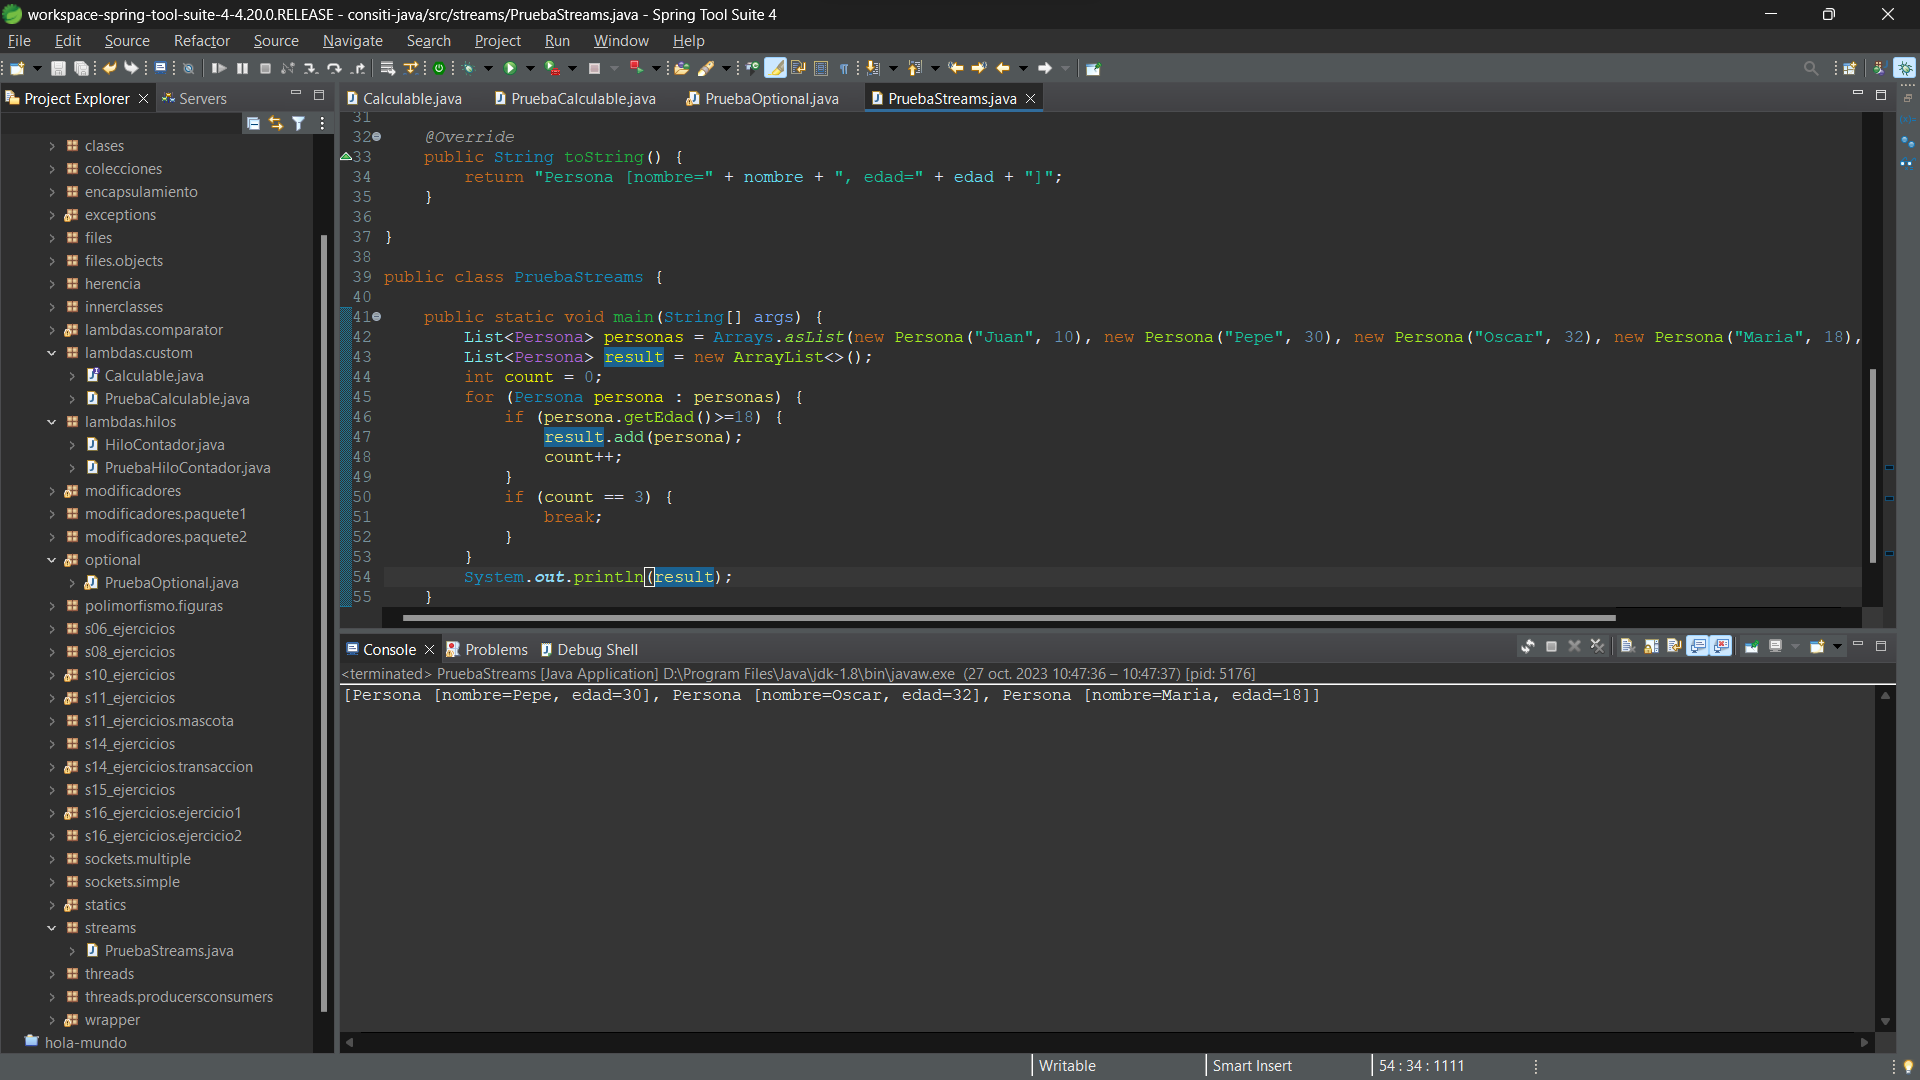 workspace-spring-tool-suite-4-4.20.0.RELEASE - consiti-java/src/streams/PruebaStreams.java - Spring Tool Suite 4
File Edit Source Refactor Source Navigate Search Project Run Window Help
Project Explorer Servers
clases
colecciones
encapsulamiento
exceptions
files
files.objects
herencia
innerclasses
lambdas.comparator
lambdas.custom
Calculable.java
PruebaCalculable.java
lambdas.hilos
HiloContador.java
PruebaHiloContador.java
modificadores
modificadores.paquete1
modificadores.paquete2
optional
PruebaOptional.java
polimorfismo.figuras
s06_ejercicios
s08_ejercicios
s10_ejercicios
s11_ejercicios
s11_ejercicios.mascota
s14_ejercicios
s14_ejercicios.transaccion
s15_ejercicios
s16_ejercicios.ejercicio1
s16_ejercicios.ejercicio2
sockets.multiple
sockets.simple
statics
streams
PruebaStreams.java
threads
threads.producersconsumers
wrapper
hola-mundo
Calculable.java PruebaCalculable.java PruebaOptional.java PruebaStreams.java
31
32 @Override
33 public String toString() {
34 return "Persona [nombre=" + nombre + ", edad=" + edad + "]";
35 }
36
37 }
38
39 public class PruebaStreams {
40
41 public static void main(String[] args) {
42 List<Persona> personas = Arrays.asList(new Persona("Juan", 10), new Persona("Pepe", 30), new Persona("Oscar", 32), new Persona("Maria", 18),
43 List<Persona> result = new ArrayList<>();
44 int count = 0;
45 for (Persona persona : personas) {
46 if (persona.getEdad()>=18) {
47 result.add(persona);
48 count++;
49 }
50 if (count == 3) {
51 break;
52 }
53 }
54 System.out.println(result);
55 }
Console Problems Debug Shell
<terminated> PruebaStreams [Java Application] D:\Program Files\Java\jdk-1.8\bin\javaw.exe (27 oct. 2023 10:47:36 – 10:47:37) [pid: 5176]
[Persona [nombre=Pepe, edad=30], Persona [nombre=Oscar, edad=32], Persona [nombre=Maria, edad=18]]
Writable Smart Insert 54 : 34 : 1111